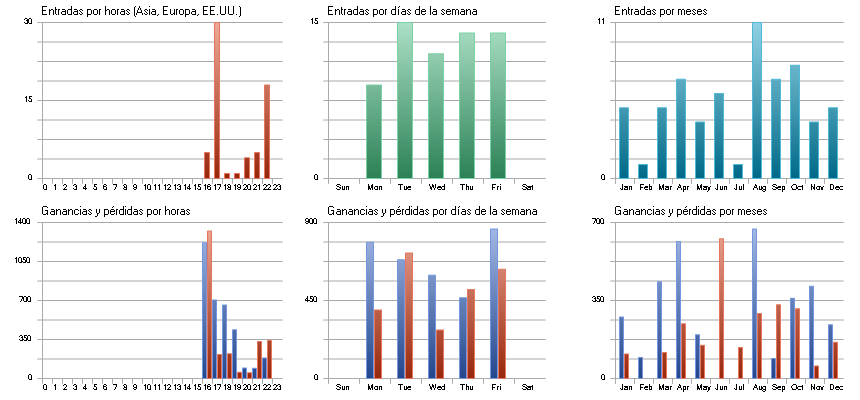 Entradas por horas (Asia, Europa, EE.UU.)
30
15
0
0 1 2 3 4 5 6 7 8 9 10 11 12 13 14 15 16 17 18 19 20 21 22 23
Entradas por días de la semana
15
0
Sun Mon Tue Wed Thu Fri Sat
Entradas por meses
11
0
Jan Feb Mar Apr May Jun Jul Aug Sep Oct Nov Dec
Ganancias y pérdidas por horas
1400
1050
700
350
0
0 1 2 3 4 5 6 7 8 9 10 11 12 13 14 15 16 17 18 19 20 21 22 23
Ganancias y pérdidas por días de la semana
900
450
0
Sun Mon Tue Wed Thu Fri Sat
Ganancias y pérdidas por meses
700
350
0
Jan Feb Mar Apr May Jun Jul Aug Sep Oct Nov Dec